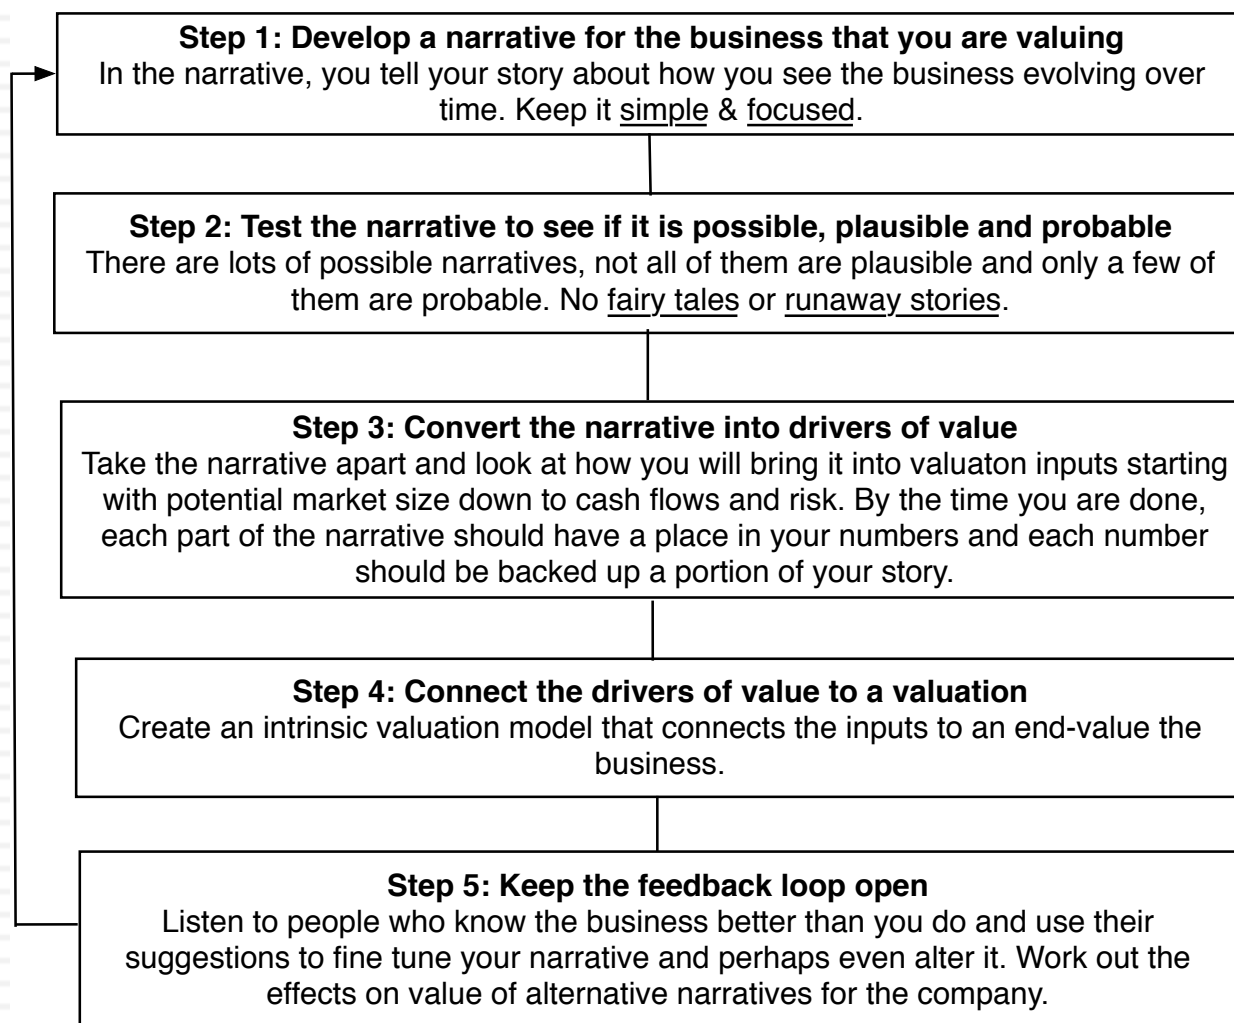 Step 1: Develop a narrative for the business that you are valuing
In the narrative, you tell your story about how you see the business evolving over
time. Keep it simple & focused.
Step 2: Test the narrative to see if it is possible, plausible and probable
There are lots of possible narratives, not all of them are plausible and only a few of
them are probable. No fairy tales or runaway stories.
Step 3: Convert the narrative into drivers of value
Take the narrative apart and look at how you will bring it into valuaton inputs starting
with potential market size down to cash flows and risk. By the time you are done,
each part of the narrative should have a place in your numbers and each number
should be backed up a portion of your story.
Step 4: Connect the drivers of value to a valuation
Create an intrinsic valuation model that connects the inputs to an end-value the
business.
Step 5: Keep the feedback loop open
Listen to people who know the business better than you do and use their
suggestions to fine tune your narrative and perhaps even alter it. Work out the
effects on value of alternative narratives for the company.